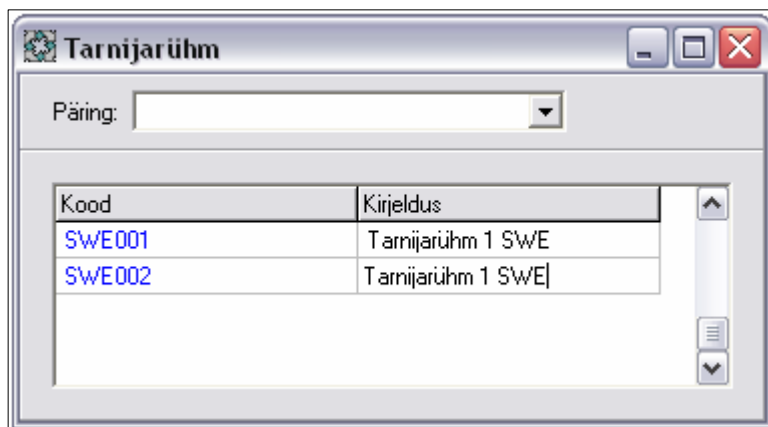 Tarnijarühm
Päring:
Kood Kirjeldus
SWE001 Tarnijarühm 1 SWE
SWE002 Tarnijarühm 1 SWE